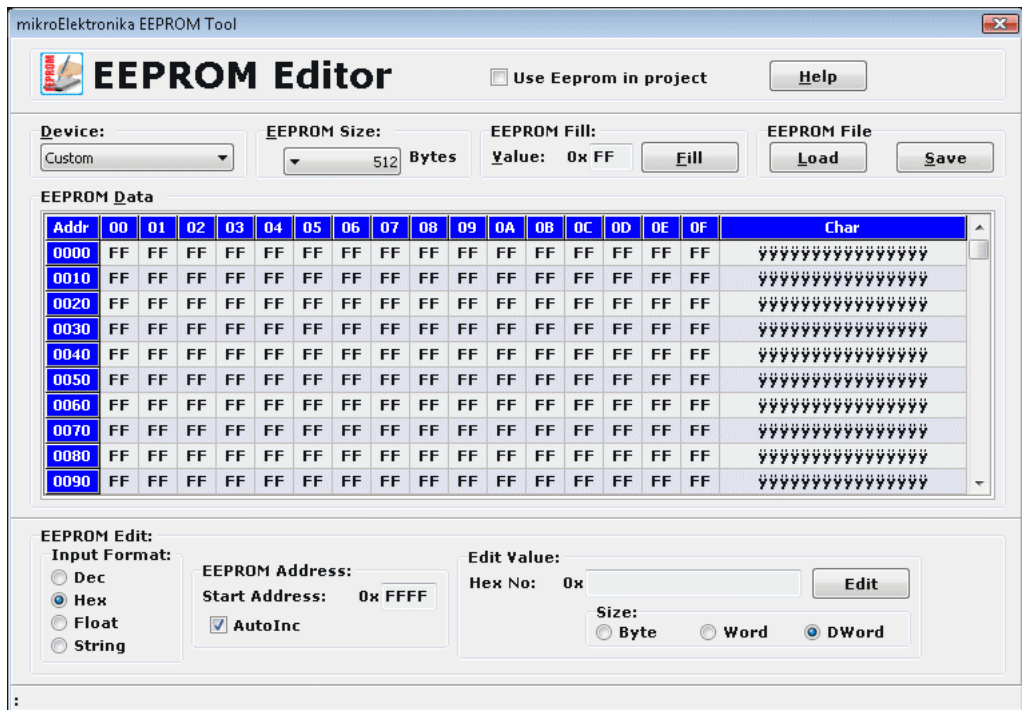 mikroElektronika EEPROM Tool
EEPROM
EEPROM Editor
Use Eeprom in project
Help
Device:
EEPROM Size:
EEPROM Fill:
EEPROM File
Custom
512 Bytes
Value: 0x FF
Fill
Load
Save
EEPROM Data
Addr 00 01 02 03 04 05 06 07 08 09 0A 0B 0C 0D 0E 0F Char
0000 FF FF FF FF FF FF FF FF FF FF FF FF FF FF FF FF ÿÿÿÿÿÿÿÿÿÿÿÿÿÿÿÿ
0010 FF FF FF FF FF FF FF FF FF FF FF FF FF FF FF FF ÿÿÿÿÿÿÿÿÿÿÿÿÿÿÿÿ
0020 FF FF FF FF FF FF FF FF FF FF FF FF FF FF FF FF ÿÿÿÿÿÿÿÿÿÿÿÿÿÿÿÿ
0030 FF FF FF FF FF FF FF FF FF FF FF FF FF FF FF FF ÿÿÿÿÿÿÿÿÿÿÿÿÿÿÿÿ
0040 FF FF FF FF FF FF FF FF FF FF FF FF FF FF FF FF ÿÿÿÿÿÿÿÿÿÿÿÿÿÿÿÿ
0050 FF FF FF FF FF FF FF FF FF FF FF FF FF FF FF FF ÿÿÿÿÿÿÿÿÿÿÿÿÿÿÿÿ
0060 FF FF FF FF FF FF FF FF FF FF FF FF FF FF FF FF ÿÿÿÿÿÿÿÿÿÿÿÿÿÿÿÿ
0070 FF FF FF FF FF FF FF FF FF FF FF FF FF FF FF FF ÿÿÿÿÿÿÿÿÿÿÿÿÿÿÿÿ
0080 FF FF FF FF FF FF FF FF FF FF FF FF FF FF FF FF ÿÿÿÿÿÿÿÿÿÿÿÿÿÿÿÿ
0090 FF FF FF FF FF FF FF FF FF FF FF FF FF FF FF FF ÿÿÿÿÿÿÿÿÿÿÿÿÿÿÿÿ
EEPROM Edit:
Input Format:
Dec
Hex
Float
String
EEPROM Address:
Start Address: 0x FFFF
AutoInc
Edit Value:
Hex No: 0x
Edit
Size:
Byte
Word
DWord
: